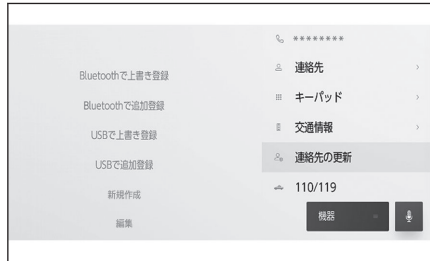 Bluetoothで上書き登録
Bluetoothで追加登録
USBで上書き登録
USBで追加登録
新規作成
編集
********
連絡先
キーパッド
交通情報
連絡先の更新
110/119
機器